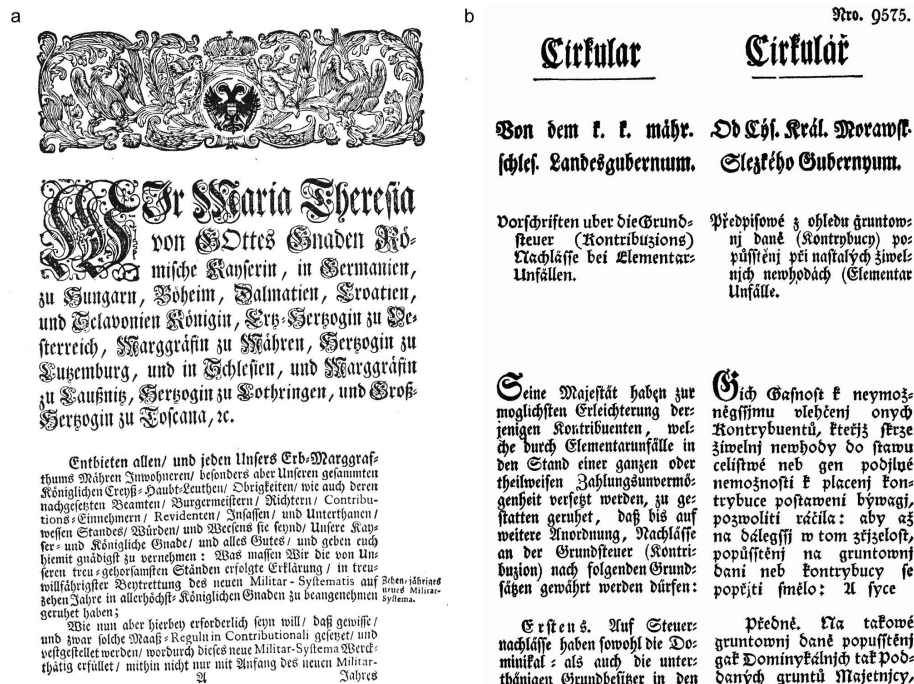 a
WIr Maria Theresia
von GOttes Gnaden Rö-
mische Kayserin, in Germanien,
zu Hungarn, Böheim, Dalmatien, Croatien,
und Sclavonien Königin, Ertz-Hertzogin zu Oe-
sterreich, Marggräfin zu Mähren, Hertzogin zu
Lutzemburg, und in Schlesien, und Marggräfin
zu Laußnitz, Hertzogin zu Lothringen, und Groß-
Hertzogin zu Toscana, ꝛc.
Entbieten allen/ und jeden Unsers Erb-Marggraf-
thums Mähren Inwohneren/ besonders aber Unseren gesammten
Königlichen Creyß-Haubt-Leuthen/ Obrigkeiten/ wie auch deren
nachgesetzten Beamten/ Burgermeistern/ Richtern/ Contribu-
tions-Einnehmern/ Revidenten/ Insassen/ und Unterthanen/
wessen Standes/ Würden/ und Weesens sie seynd/ Unsere Kay-
ser- und Königliche Gnade/ und alles Gutes/ und geben euch
hiemit gnädigst zu vernehmen: Was massen Wir die von Un-
seren treu-gehorsamsten Ständen erfolgte Erklärung/ in treu-
willfährigster Beytrettung des neuen Militar-Systematis auf
zehen Jahre in allerhöchst-Königlichen Gnaden zu beangenehmen
geruhet haben;
Zehen-jähriges
neues Militar-
Systema.
Wie nun aber hierbey erforderlich seyn will/ daß gewisse/
und zwar solche Maaß-Reguln in Contributionali gesetzet/ und
vestgestellet werden/ wordurch dieses neue Militar-Systema Werck-
thätig erfüllet/ mithin nicht nur mit Anfang des neuen Militar-
A Jahres
b
Nro. 9575.
Cirkular
Von dem k. k. mähr.
schles. Landesgubernum.
Vorschriften uber die Grund-
steuer (Kontribuzions)
Nachlässe bei Elementar-
Unfällen.
Seine Majestät haben zur
moglichsten Erleichterung der-
jenigen Kontribuenten, wel-
che durch Elementarunfälle in
den Stand einer ganzen oder
theilweisen Zahlungsunvermö-
genheit versetzt werden, zu ge-
statten geruhet, daß bis auf
weitere Anordnung, Nachlässe
an der Grundsteuer (Kontri-
buzion) nach folgenden Grund-
sätzen gewährt werden dürfen:
Erstens. Auf Steuer-
nachlässe haben sowohl die Do-
minikal- als auch die unter-
thänigen Grundbesitzer in den
Cirkulář
Od Cýs. Král. Morawsk.
Slezkého Gubernyum.
Předpisowé z ohledu gruntow-
nj daně (Kontrybucý) po-
půsstěnj při nastalých žiwel-
njch newhodách (Elementar
Unfälle.
Gich Gasnost k neymož-
něgssjmu vlehčenj onych
Kontrybuentů, kteřjž skrze
žiwelnj newhody do stawu
celistwé neb gen podjlné
nemožnosti k placenj kon-
trybuce postaweni býwagj,
pozwoliti ráčila: aby až
na dálegssj w tom zřjzelost,
popůsstěnj na gruntownj
dani neb kontrybucy se
popřjti smělo: A syce
Předně. Na takowé
gruntownj daně popusstěnj
gak Dominykálnjch tak Pod-
daných gruntů Magetnjcy,